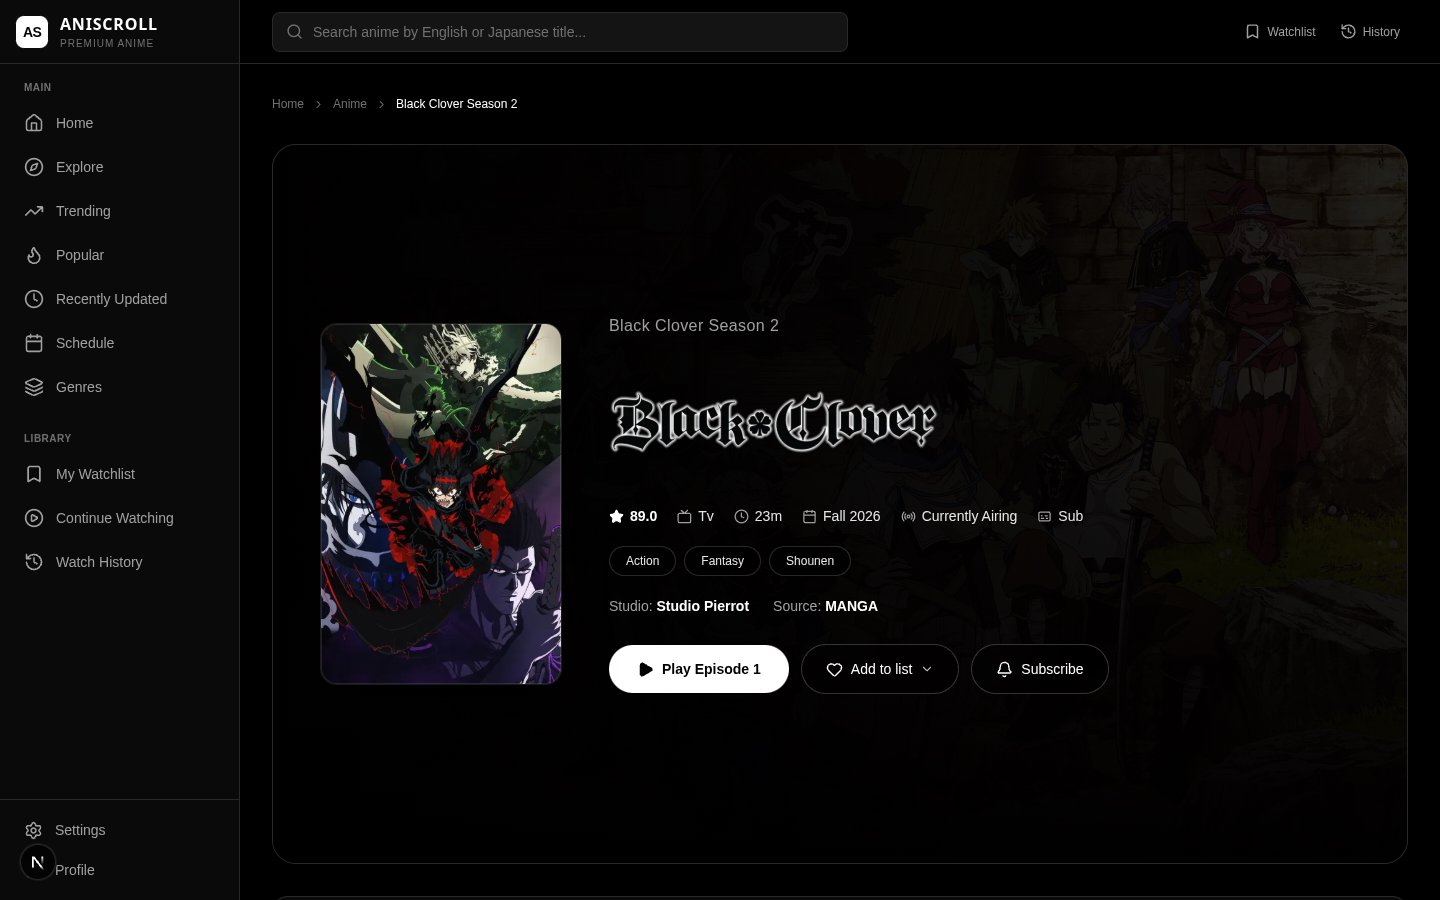 AS
ANISCROLL
PREMIUM ANIME
Search anime by English or Japanese title...
Watchlist
History
MAIN
Home
Explore
Trending
Popular
Recently Updated
Schedule
Genres
LIBRARY
My Watchlist
Continue Watching
Watch History
Settings
N
Profile
Home > Anime > Black Clover Season 2
Black Clover Season 2
Black Clover
89.0 Tv 23m Fall 2026 Currently Airing Sub
Action Fantasy Shounen
Studio: Studio Pierrot Source: MANGA
Play Episode 1 Add to list Subscribe